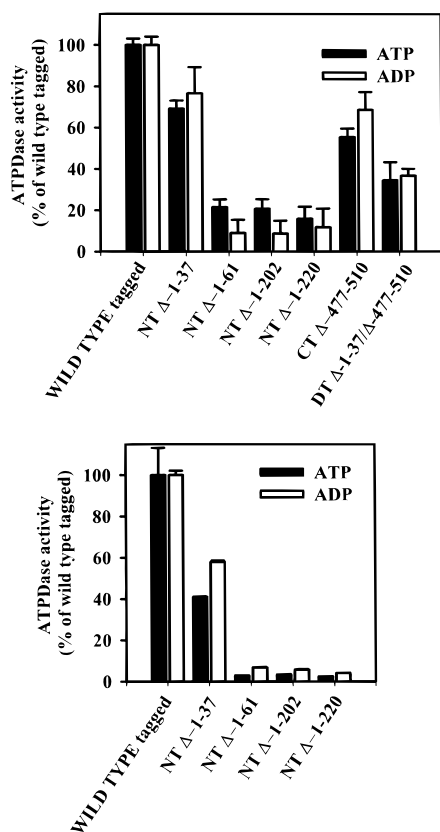 ATPDase activity
(% of wild type tagged)
100
80
60
40
20
0
ATP
ADP
WILD TYPE tagged
NT Δ–1-37
NT Δ–1-61
NT Δ–1-202
NT Δ–1-220
CT Δ–477-510
DT Δ-1-37/Δ-477-510
ATPDase activity
(% of wild type tagged)
100
80
60
40
20
0
ATP
ADP
WILD TYPE tagged
NT Δ–1-37
NT Δ–1-61
NT Δ–1-202
NT Δ–1-220